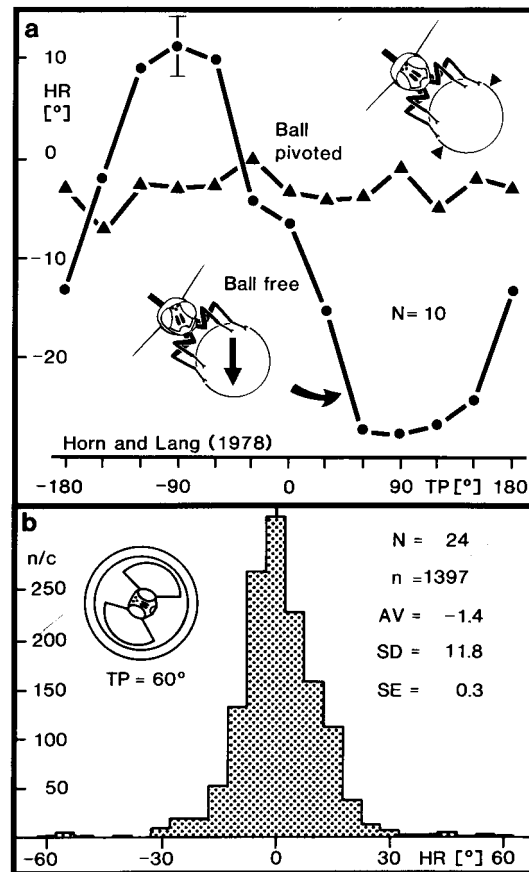 a
10
HR
[°]
0
-10
-20
Ball
pivoted
Ball free
N= 10
Horn and Lang (1978)
-180 -90 0 90 TP[°] 180
b
n/c
250
200
150
100
50
TP = 60°
N = 24
n =1397
AV = -1.4
SD = 11.8
SE = 0.3
-60 -30 0 HR [°] 60